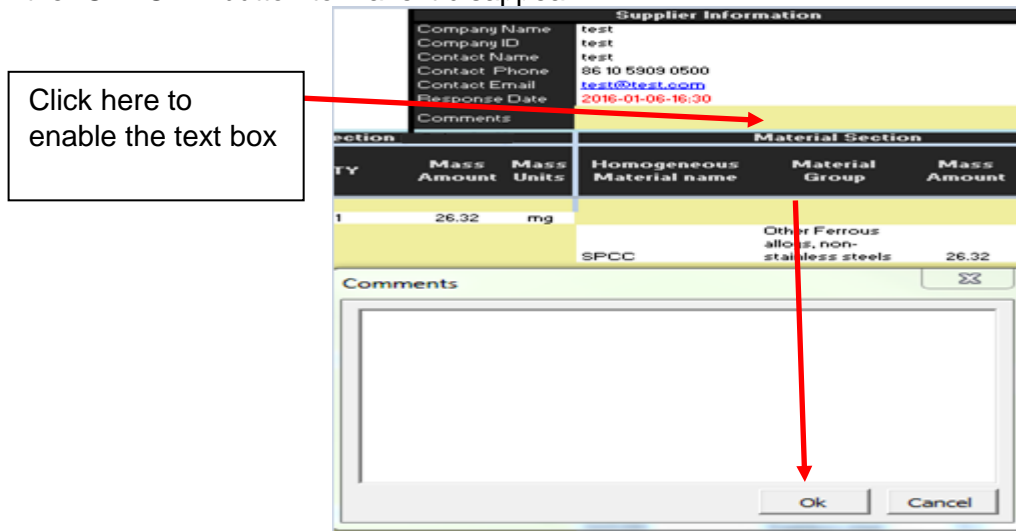 Supplier Information
Company Name test
Company ID test
Contact Name test
Contact Phone 86 10 5909 0500
Contact Email test@test.com
Response Date 2016-01-06-16:30
Comments
Click here to
enable the text box
ection Material Section
TY Mass Amount Mass Units Homogeneous Material name Material Group Mass Amount
1 26.32 mg
Other Ferrous
alloys, non-
SPCC stainless steels 26.32
Comments
Ok Cancel